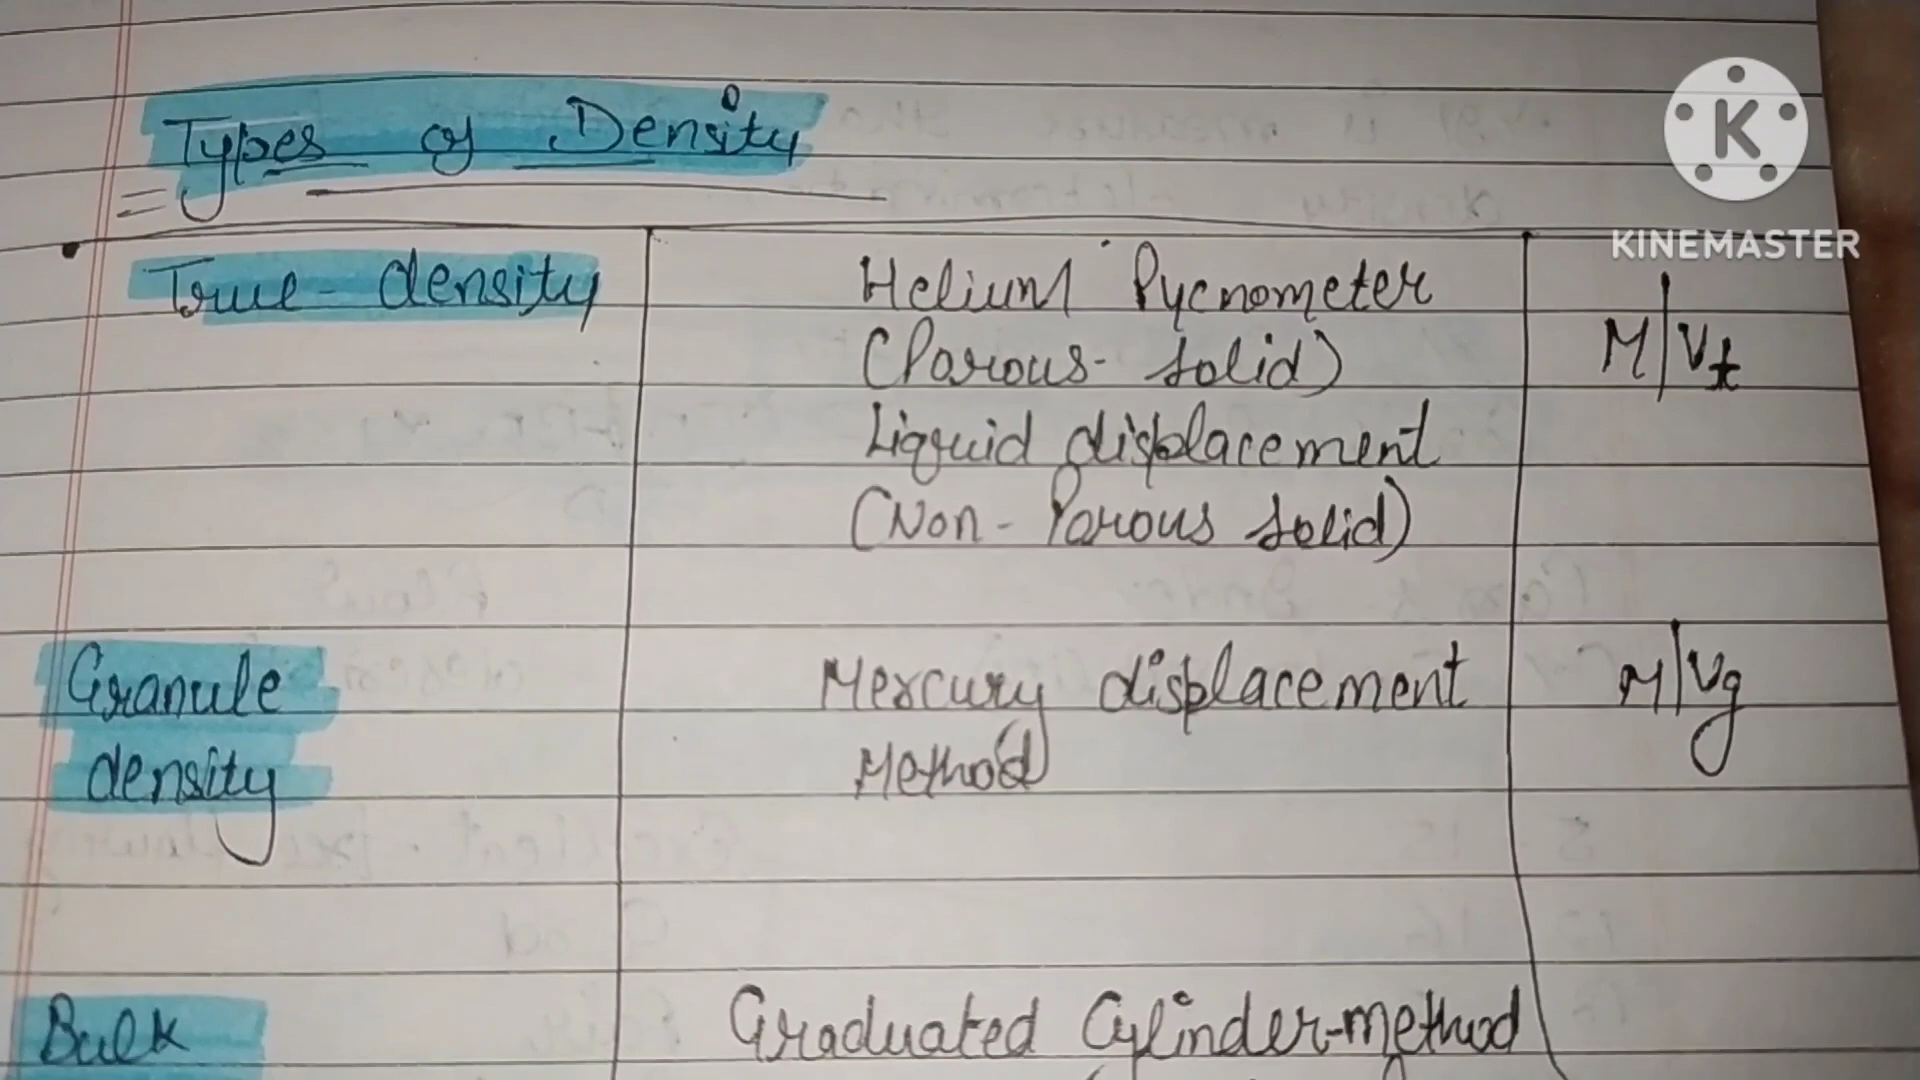 Types of Density
K
KINEMASTER
True - density
Helium Pycnometer
(Porous - solid)
M/Vt
Liquid displacement
(Non - Porous solid)
Granule
density
Mercury displacement
Method
M/Vg
Bulk
Graduated Cylinder-method